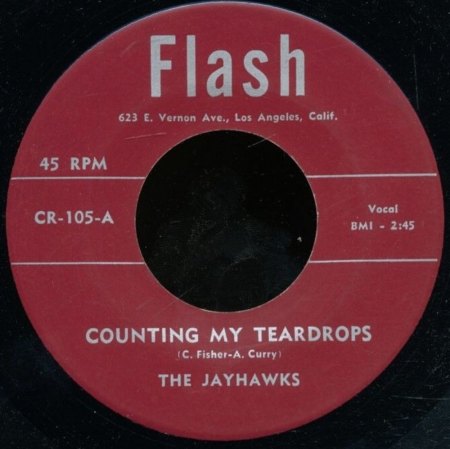 Flash
623 E. Vernon Ave., Los Angeles, Calif.
45 RPM
CR-105-A
Vocal
BMI - 2:45
COUNTING MY TEARDROPS
(C. Fisher-A. Curry)
THE JAYHAWKS